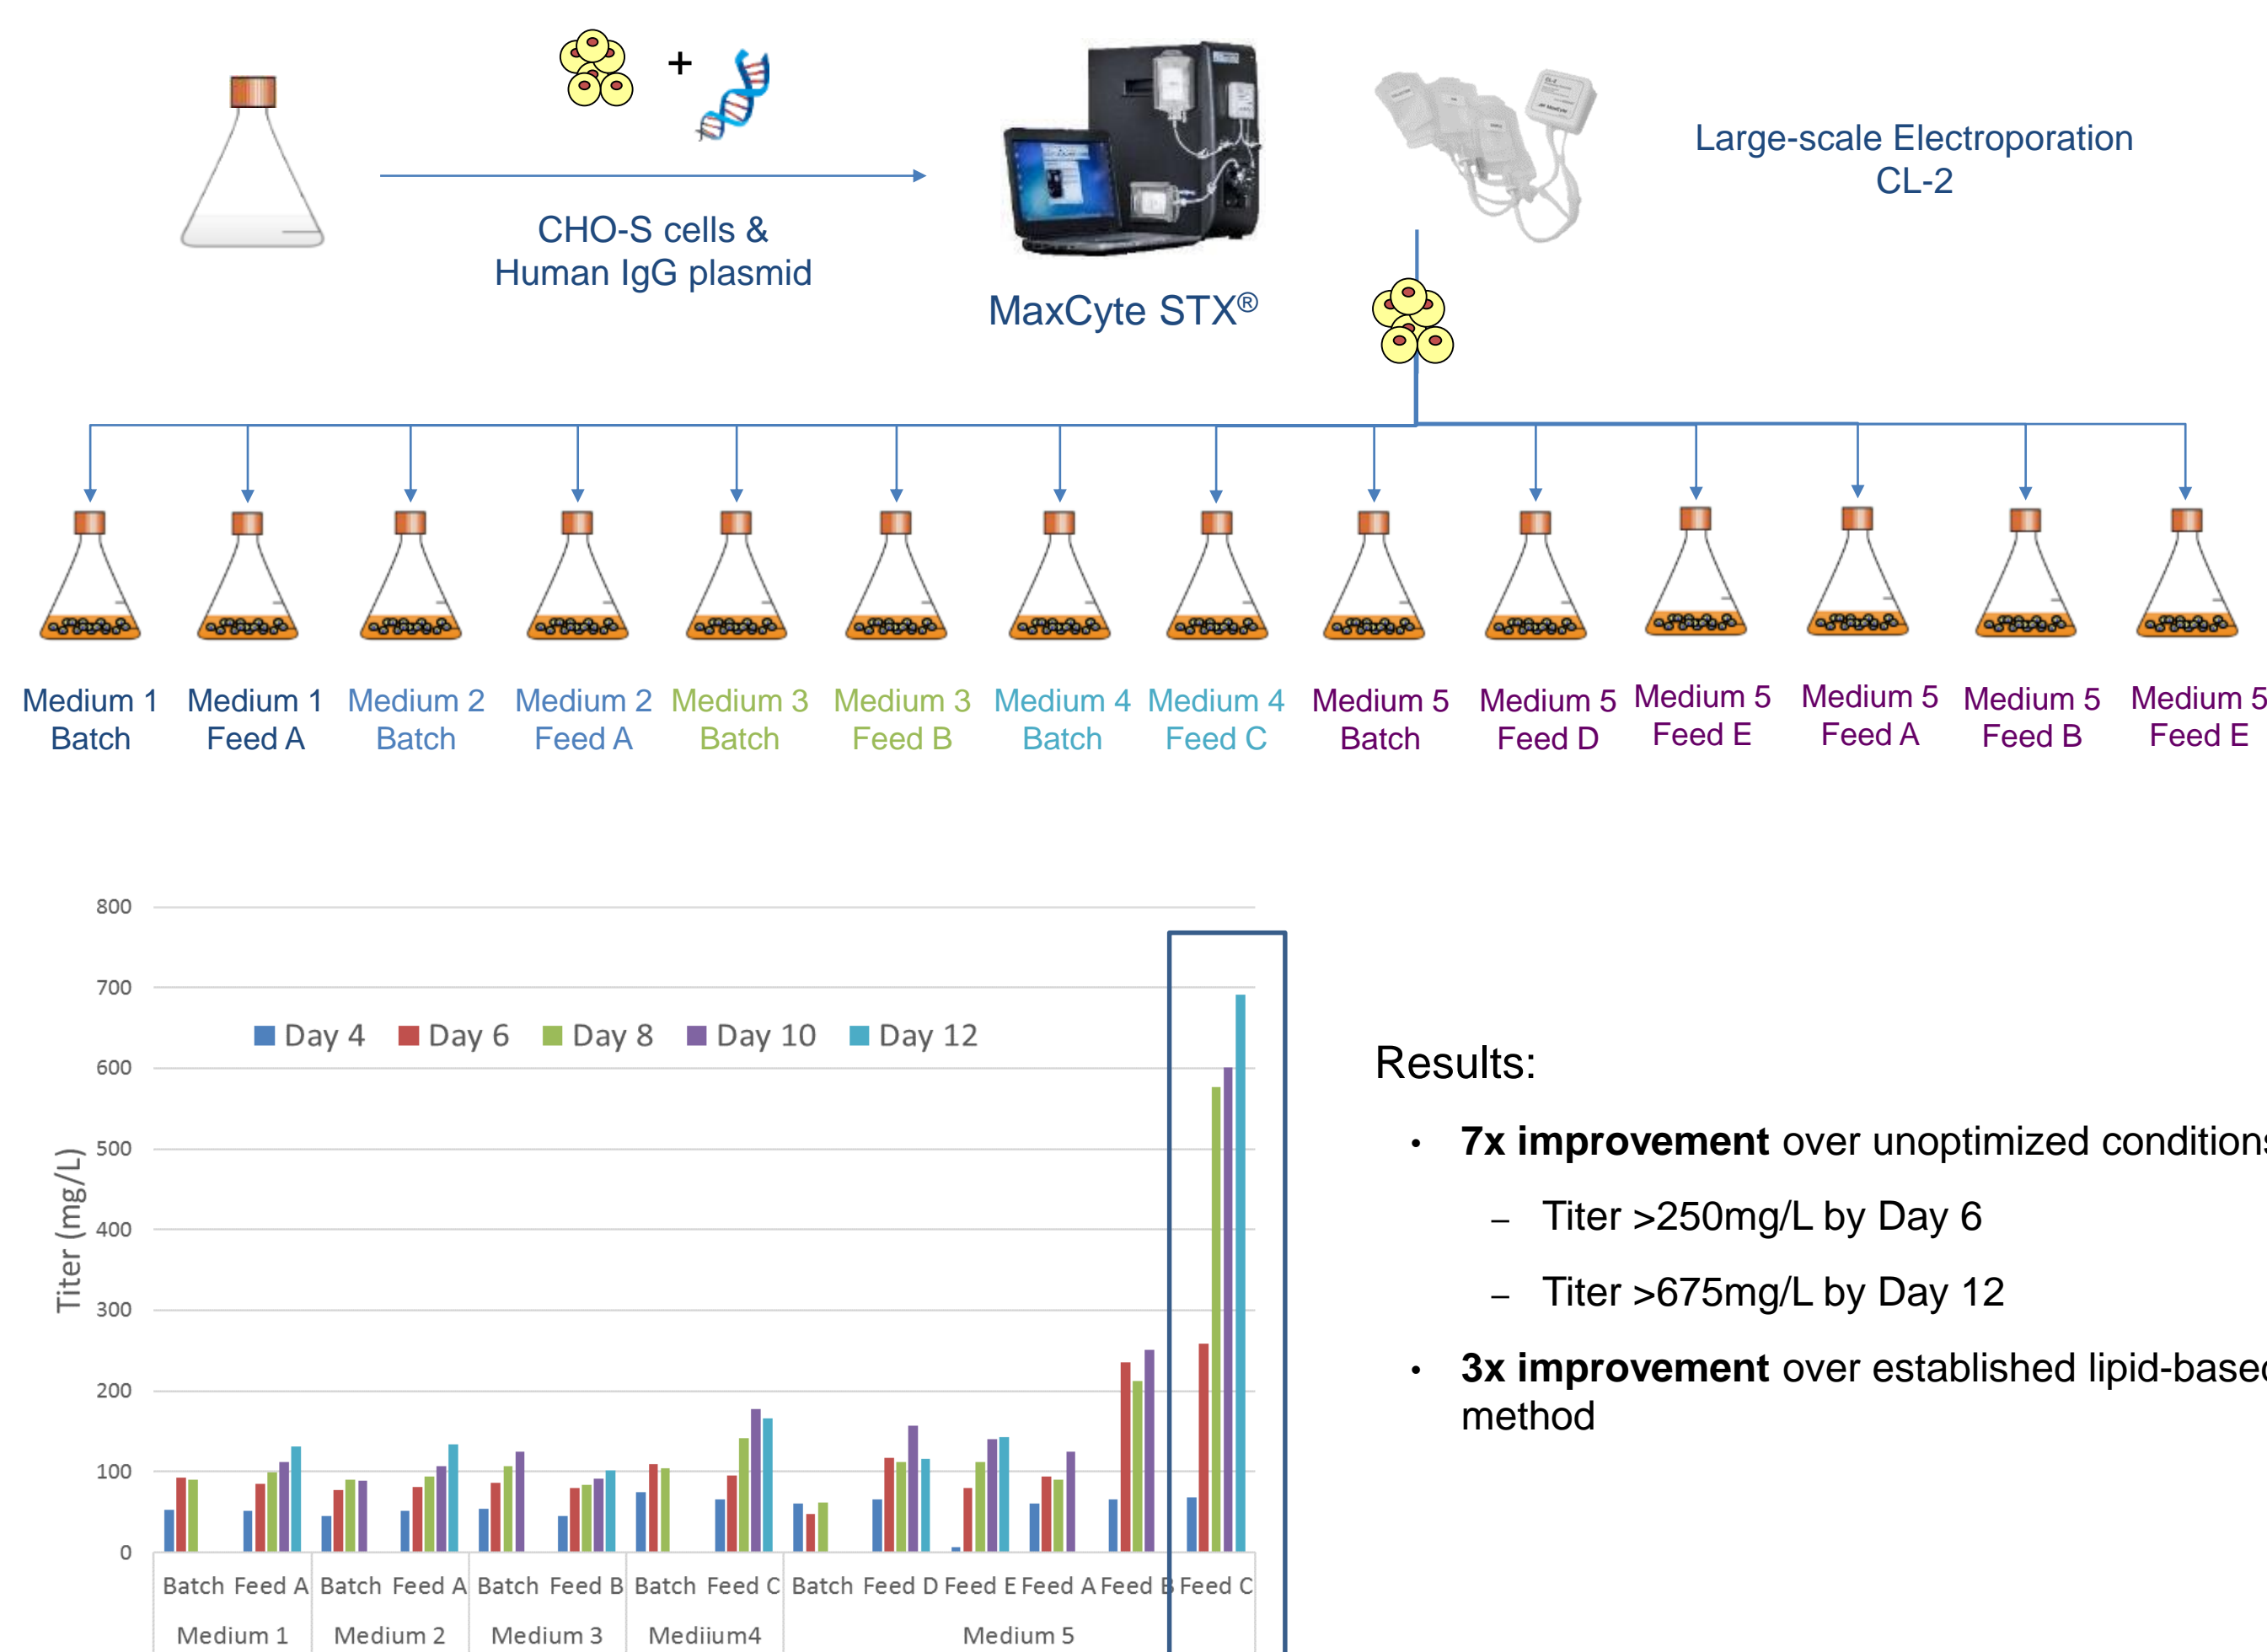 +
CHO-S cells &
Human IgG plasmid
MaxCyte STX®
Large-scale Electroporation
CL-2
Medium 1 Medium 1 Medium 2 Medium 2 Medium 3 Medium 3 Medium 4 Medium 4 Medium 5 Medium 5 Medium 5 Medium 5 Medium 5 Medium 5
Batch Feed A Batch Feed A Batch Feed B Batch Feed C Batch Feed D Feed E Feed A Feed B Feed E
800
700
Day 4 Day 6 Day 8 Day 10 Day 12
600
500
400
300
200
100
0
Titer (mg/L)
Batch Feed A Batch Feed A Batch Feed B Batch Feed C Batch Feed D Feed E Feed A Feed B Feed C
Medium 1 Medium 2 Medium 3 Mediium4 Medium 5
Results:
• 7x improvement over unoptimized conditions
– Titer >250mg/L by Day 6
– Titer >675mg/L by Day 12
• 3x improvement over established lipid-based
method